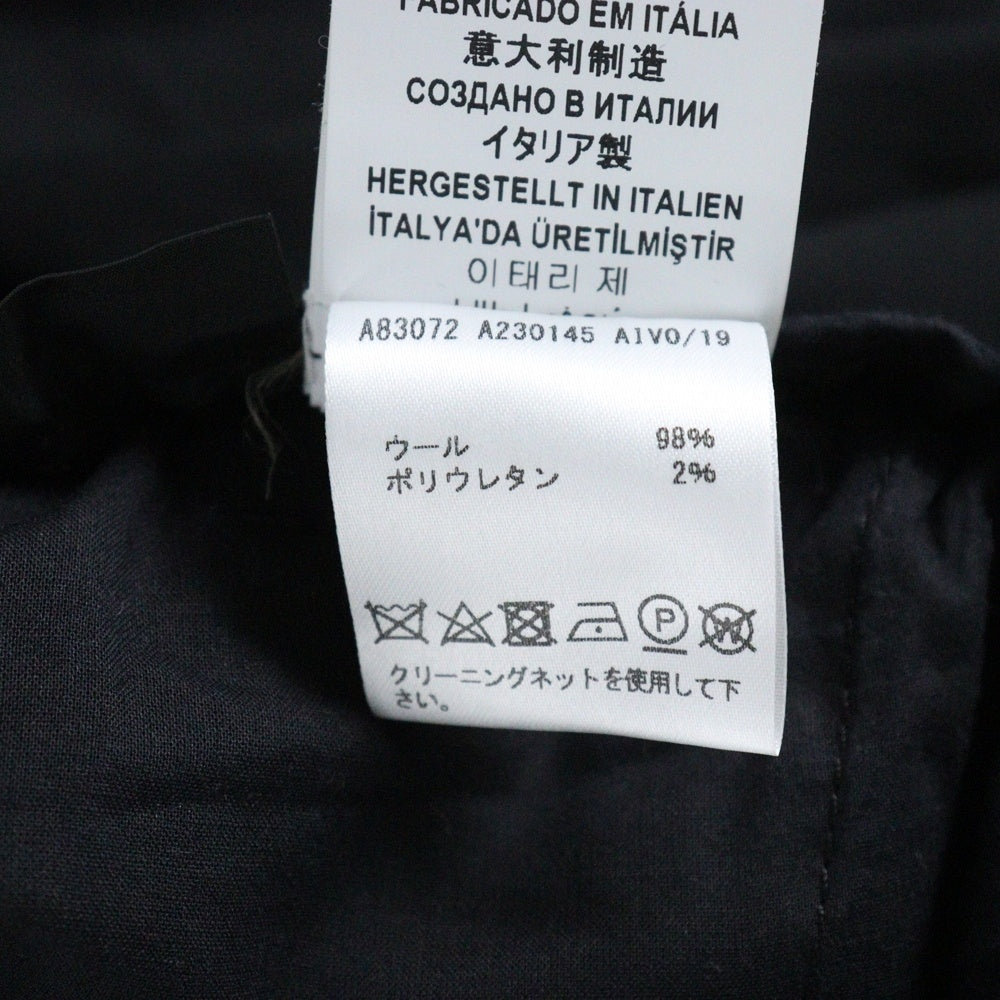 FABRICADO EM ITÁLIA
意大利制造
СОЗДАНО В ИТАЛИИ
イタリア製
HERGESTELLT IN ITALIEN
İTALYA'DA ÜRETİLMİŞTİR
이태리 제
A83072 A230145 AIVO/19
ウール 98%
ポリウレタン 2%
P W
クリーニングネットを使用して下
さい。